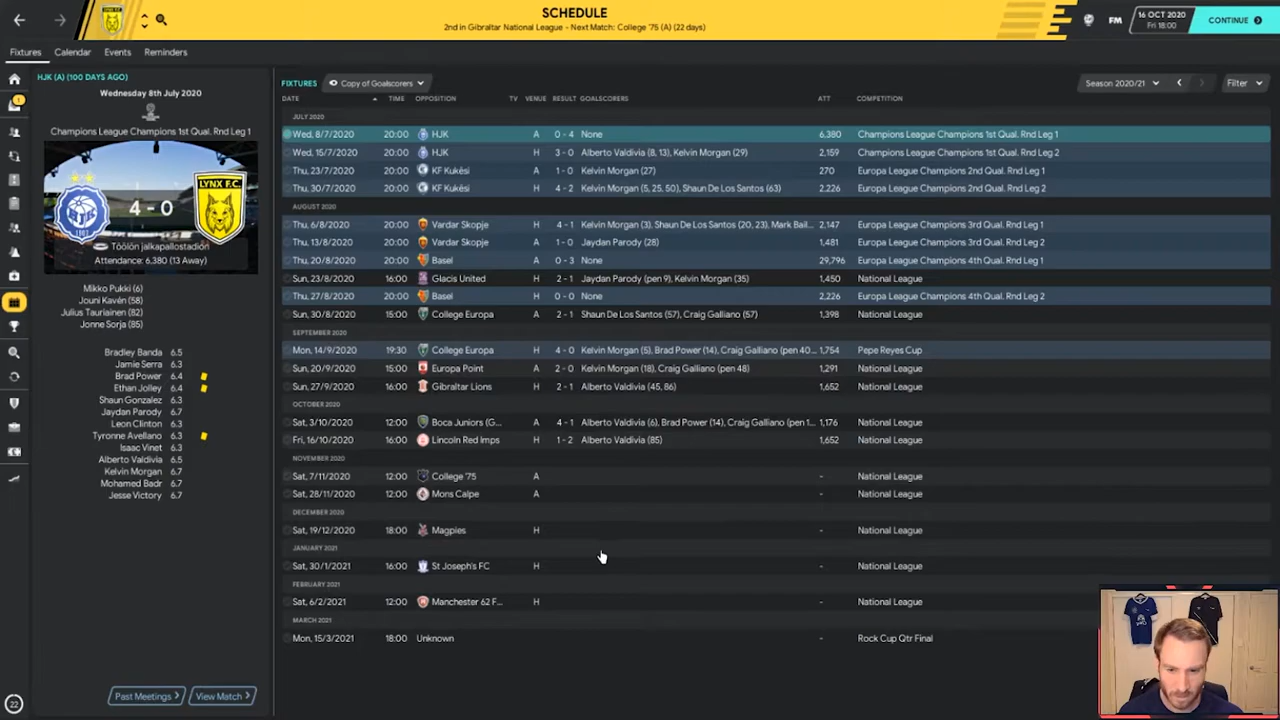 SCHEDULE
2nd in Gibraltar National League - Next Match: College '75 (A) (22 days)
FM
16 OCT 2020
Fri 18:00
CONTINUE
Fixtures Calendar Events Reminders
HJK (A) (100 DAYS AGO)
Wednesday 8th July 2020
Champions League Champions 1st Qual. Rnd Leg 1
HJK
LYNX F.C.
4 - 0
Töölön jalkapallostadion
Attendance: 6,380 (13 Away)
Mikko Pukki (6)
Jouni Kavén (58)
Julius Tauriainen (82)
Jonne Sorja (85)
Bradley Banda 6.5
Jamie Serra 6.3
Brad Power 6.4
Ethan Jolley 6.4
Shaun Gonzalez 6.3
Jaydan Parody 6.7
Leon Clinton 6.3
Tyronne Avellano 6.3
Isaac Vinet 6.3
Alberto Valdivia 6.5
Kelvin Morgan 6.7
Mohamed Badr 6.7
Jesse Victory 6.7
Past Meetings View Match
22
FIXTURES Copy of Goalscorers Season 2020/21 Filter
DATE TIME OPPOSITION TV VENUE RESULT GOALSCORERS ATT COMPETITION
JULY 2020
Wed, 8/7/2020 20:00 HJK A 0 - 4 None 6,380 Champions League Champions 1st Qual. Rnd Leg 1
Wed, 15/7/2020 20:00 HJK H 3 - 0 Alberto Valdivia (8, 13), Kelvin Morgan (29) 2,159 Champions League Champions 1st Qual. Rnd Leg 2
Thu, 23/7/2020 20:00 KF Kukësi A 1 - 0 Kelvin Morgan (27) 270 Europa League Champions 2nd Qual. Rnd Leg 1
Thu, 30/7/2020 20:00 KF Kukësi H 4 - 2 Kelvin Morgan (5, 25, 50), Shaun De Los Santos (63) 2,226 Europa League Champions 2nd Qual. Rnd Leg 2
AUGUST 2020
Thu, 6/8/2020 20:00 Vardar Skopje H 4 - 1 Kelvin Morgan (3), Shaun De Los Santos (20, 23), Mark Bail... 2,147 Europa League Champions 3rd Qual. Rnd Leg 1
Thu, 13/8/2020 20:00 Vardar Skopje A 1 - 0 Jaydan Parody (28) 1,481 Europa League Champions 3rd Qual. Rnd Leg 2
Thu, 20/8/2020 20:00 Basel A 0 - 3 None 29,796 Europa League Champions 4th Qual. Rnd Leg 1
Sun, 23/8/2020 16:00 Glacis United H 2 - 1 Jaydan Parody (pen 9), Kelvin Morgan (35) 1,450 National League
Thu, 27/8/2020 20:00 Basel H 0 - 0 None 2,226 Europa League Champions 4th Qual. Rnd Leg 2
Sun, 30/8/2020 15:00 College Europa A 2 - 1 Shaun De Los Santos (57), Craig Galliano (57) 1,398 National League
SEPTEMBER 2020
Mon, 14/9/2020 19:30 College Europa H 4 - 0 Kelvin Morgan (5), Brad Power (14), Craig Galliano (pen 40... 1,754 Pepe Reyes Cup
Sun, 20/9/2020 15:00 Europa Point A 2 - 0 Kelvin Morgan (18), Craig Galliano (pen 48) 1,291 National League
Sun, 27/9/2020 16:00 Gibraltar Lions H 2 - 1 Alberto Valdivia (45, 86) 1,652 National League
OCTOBER 2020
Sat, 3/10/2020 12:00 Boca Juniors (G... A 4 - 1 Alberto Valdivia (6), Brad Power (14), Craig Galliano (pen 1... 1,176 National League
Fri, 16/10/2020 16:00 Lincoln Red Imps H 1 - 2 Alberto Valdivia (85) 1,652 National League
NOVEMBER 2020
Sat, 7/11/2020 12:00 College '75 A - National League
Sat, 28/11/2020 12:00 Mons Calpe A - National League
DECEMBER 2020
Sat, 19/12/2020 18:00 Magpies H - National League
JANUARY 2021
Sat, 30/1/2021 16:00 St Joseph's FC H - National League
FEBRUARY 2021
Sat, 6/2/2021 12:00 Manchester 62 F... H - National League
MARCH 2021
Mon, 15/3/2021 18:00 Unknown - Rock Cup Qtr Final